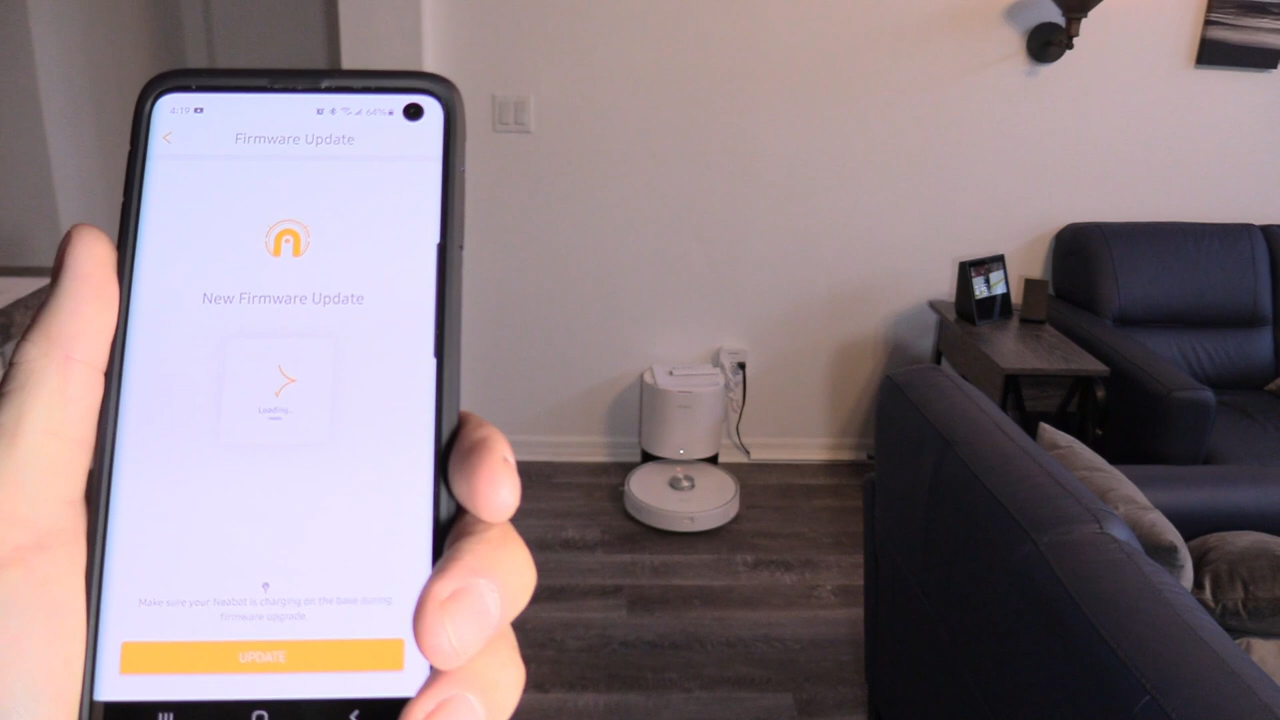 4:19
64%
Firmware Update
New Firmware Update
Loading...
Make sure your Neabot is charging on the base during
firmware upgrade.
UPDATE